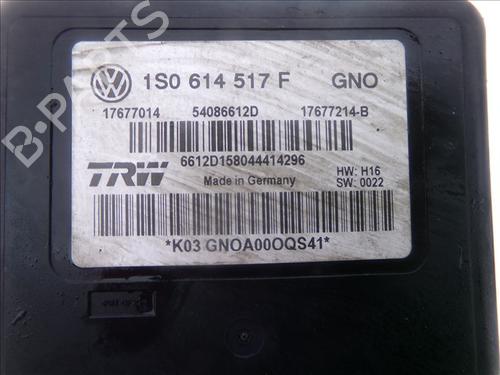 1S0 614 517 F GNO
17677014 54086612D 17677214-B
TRW 6612D158044414296
Made in Germany
HW: H16
SW: 0022
*K03 GNOA00OQS41*
B-PARTS